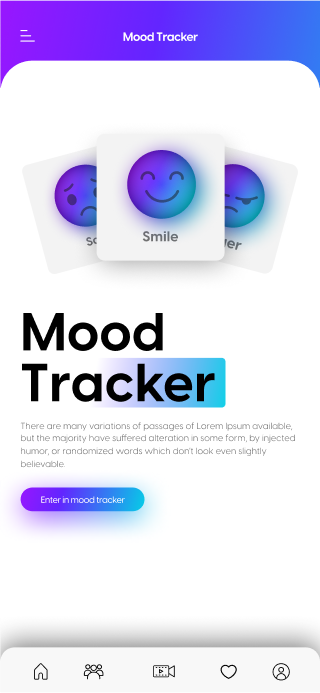 Mood Tracker
Smile
Mood
Tracker
There are many variations of passages of Lorem Ipsum available,
but the majority have suffered alteration in some form, by injected
humor, or randomized words which don't look even slightly
believable.
Enter in mood tracker